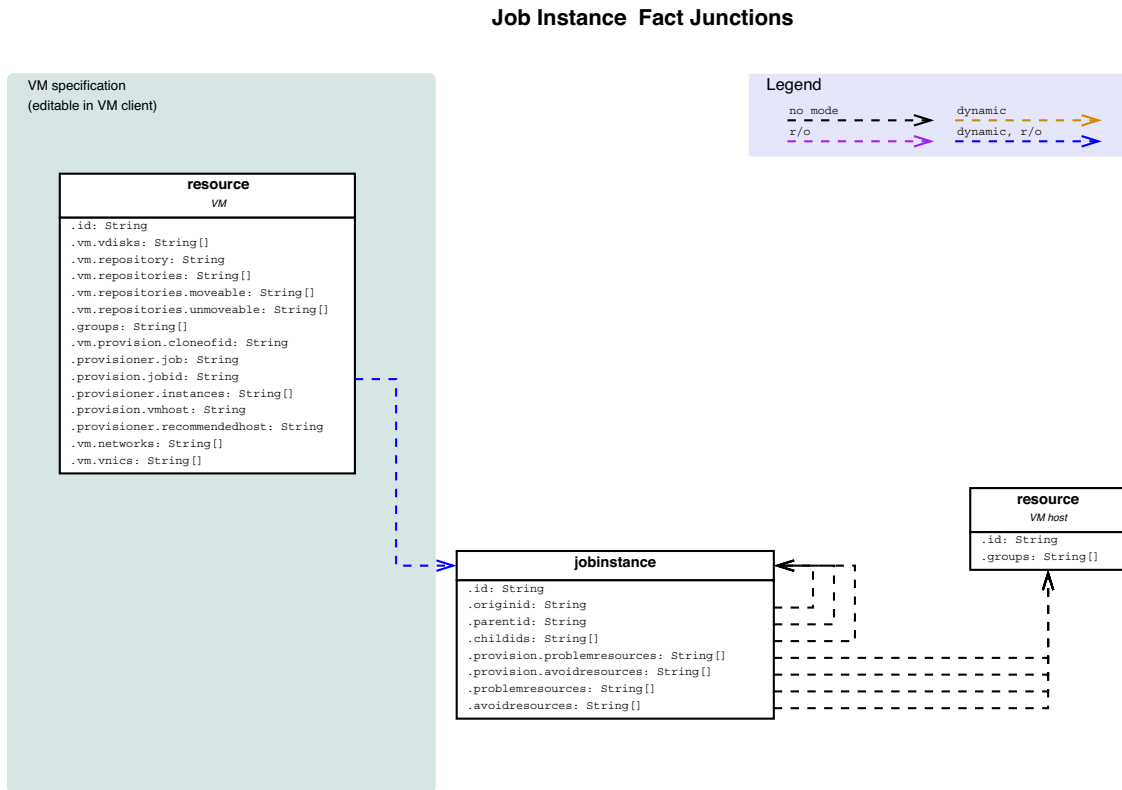 Job Instance  Fact Junctions
VM specification
(editable in VM client)
Legend
no mode
dynamic
r/o
dynamic, r/o
resource
VM
.id: String
.vm.vdisks: String[]
.vm.repository: String
.vm.repositories: String[]
.vm.repositories.moveable: String[]
.vm.repositories.unmoveable: String[]
.groups: String[]
.vm.provision.cloneofid: String
.provisioner.job: String
.provision.jobid: String
.provisioner.instances: String[]
.provision.vmhost: String
.provisioner.recommendedhost: String
.vm.networks: String[]
.vm.vnics: String[]
resource
VM host
.id: String
.groups: String[]
jobinstance
.id: String
.originid: String
.parentid: String
.childids: String[]
.provision.problemresources: String[]
.provision.avoidresources: String[]
.problemresources: String[]
.avoidresources: String[]